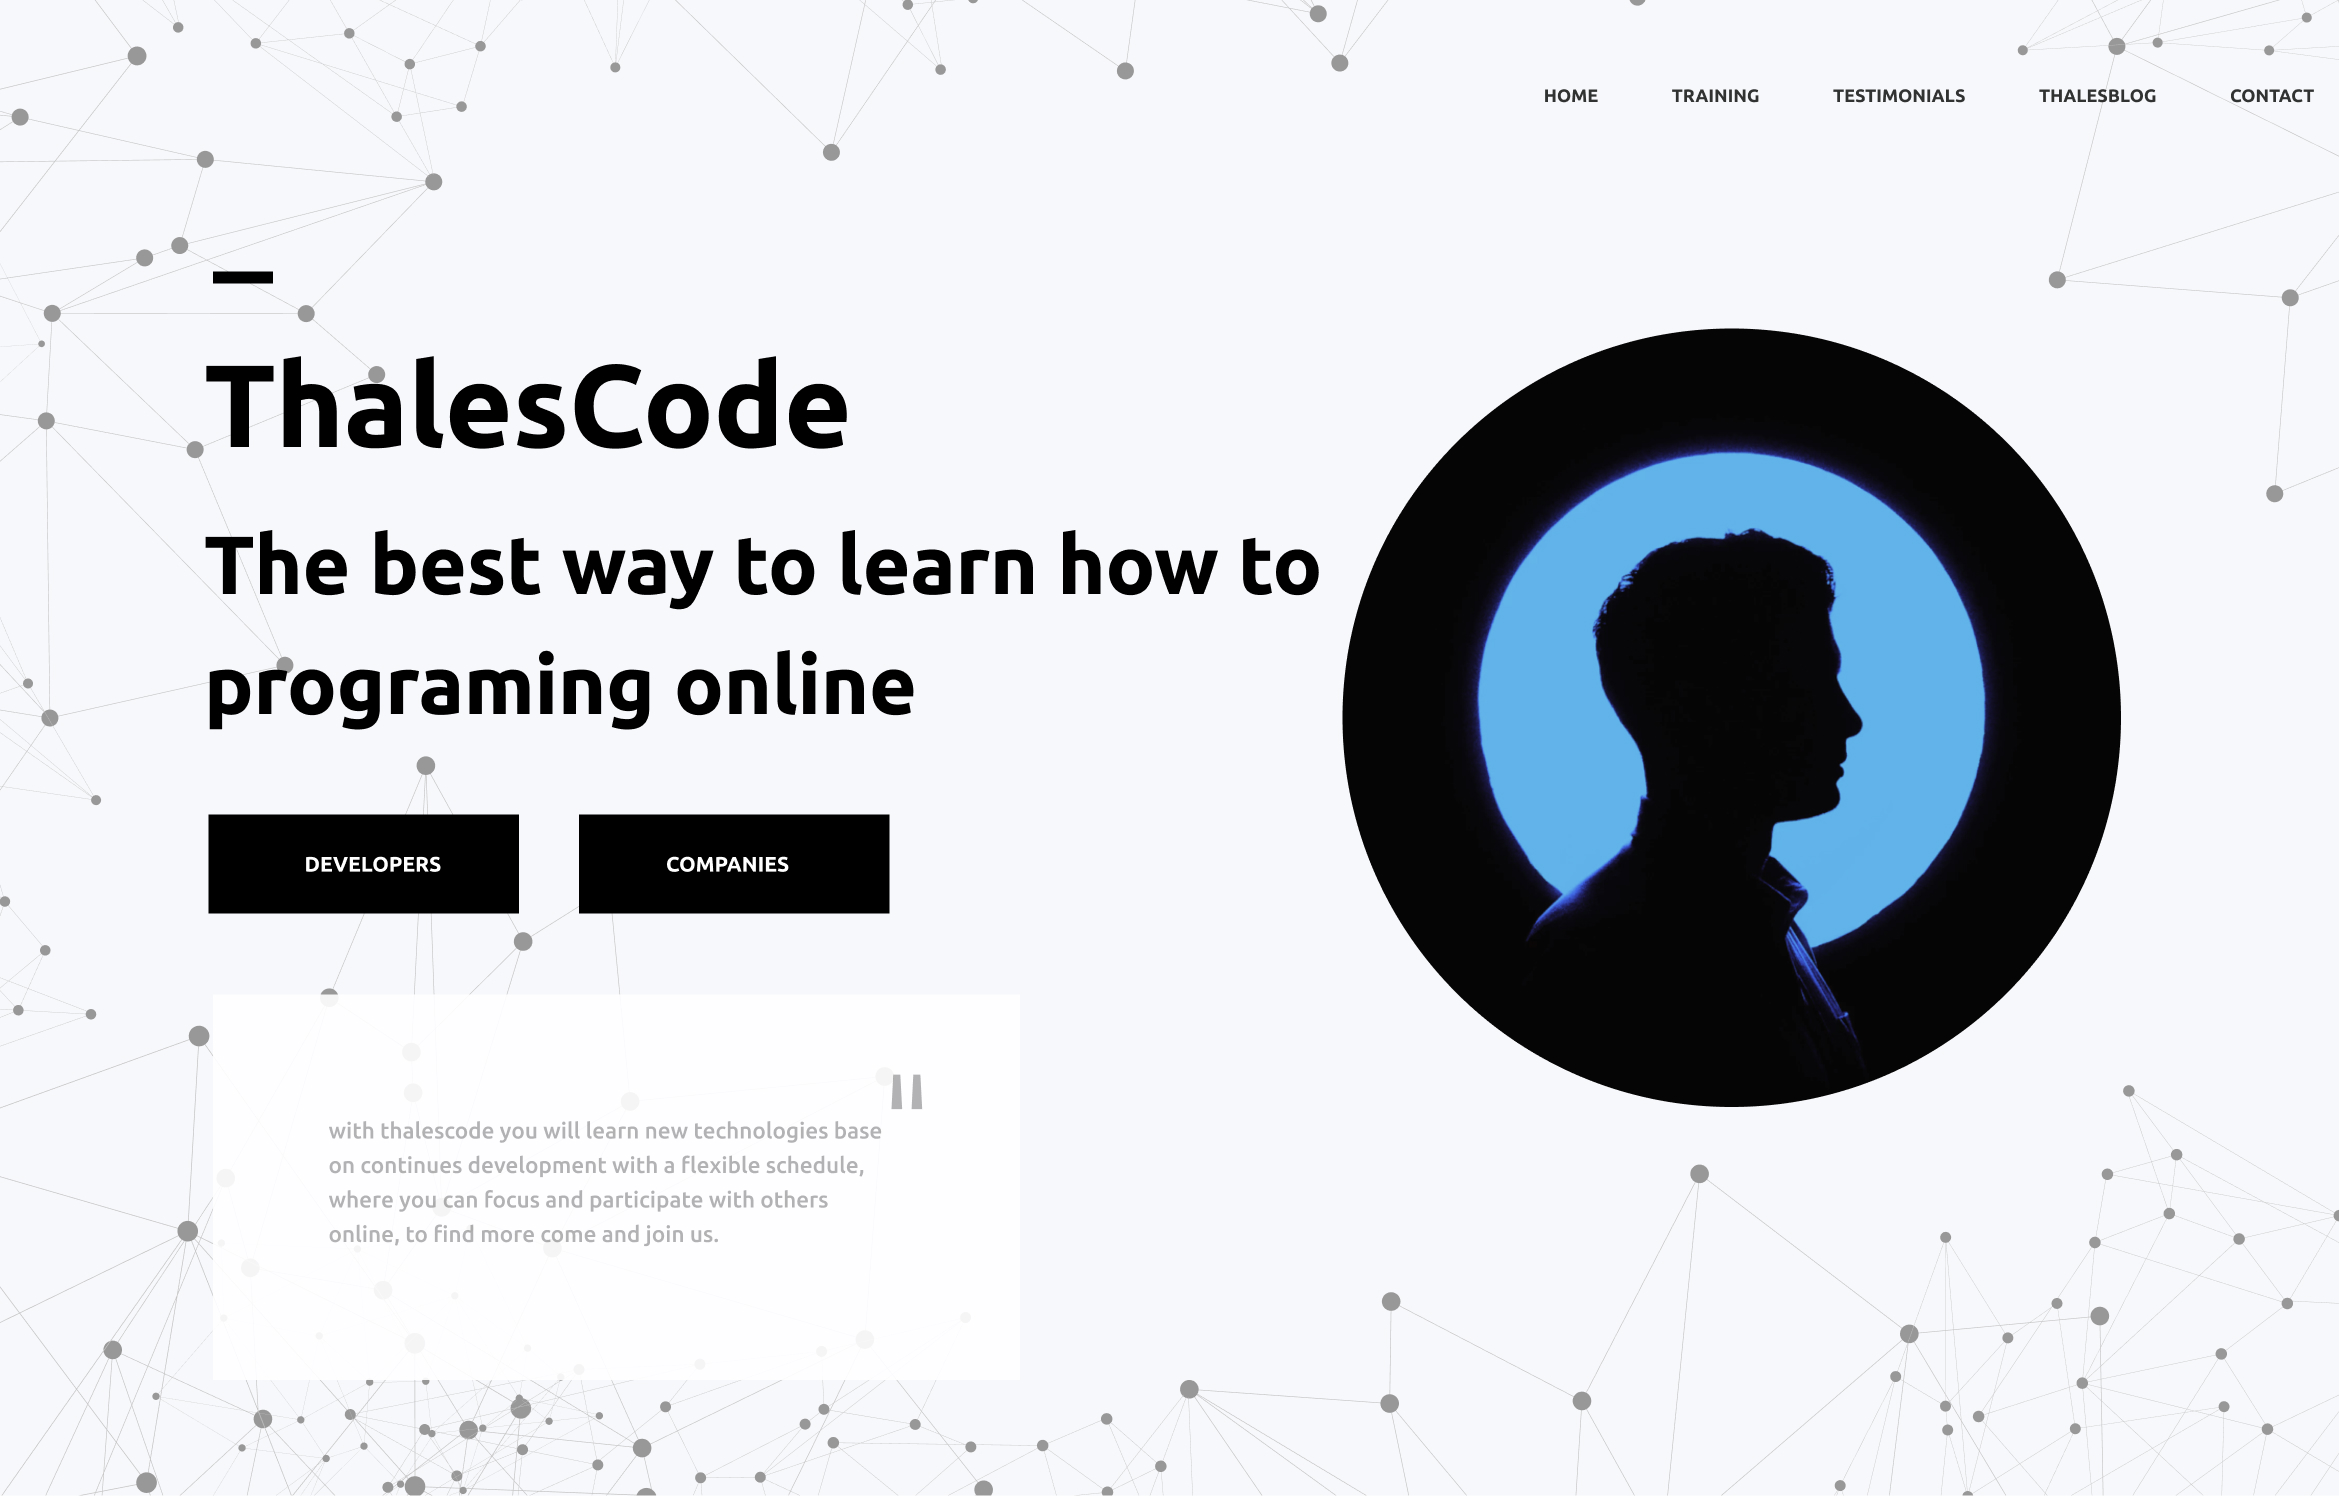 HOME TRAINING TESTIMONIALS THALESBLOG CONTACT
ThalesCode
The best way to learn how to
programing online
DEVELOPERS COMPANIES
"
with thalescode you will learn new technologies base
on continues development with a flexible schedule,
where you can focus and participate with others
online, to find more come and join us.